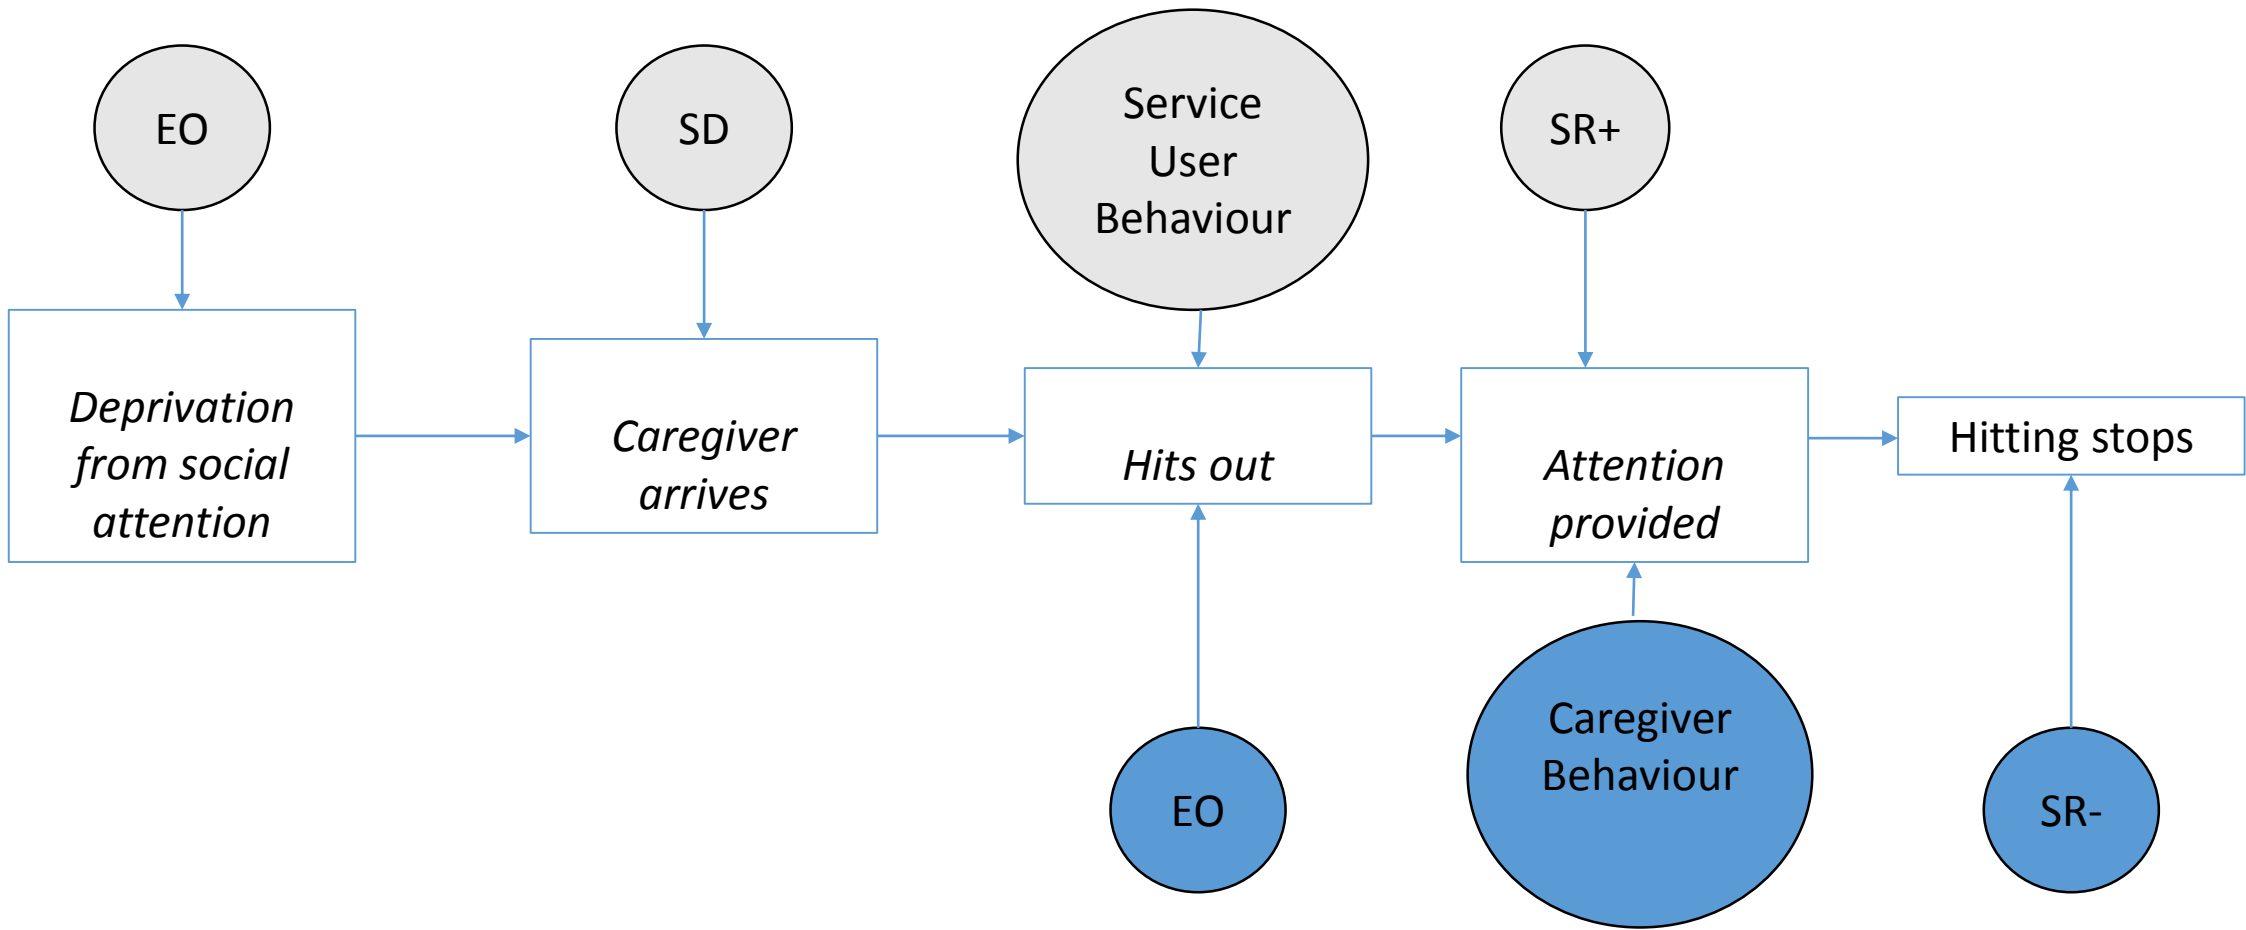 EO
SD
Service
User
Behaviour
SR+
Deprivation
from social
attention
Caregiver
arrives
Hits out
Attention
provided
Hitting stops
EO
Caregiver
Behaviour
SR-